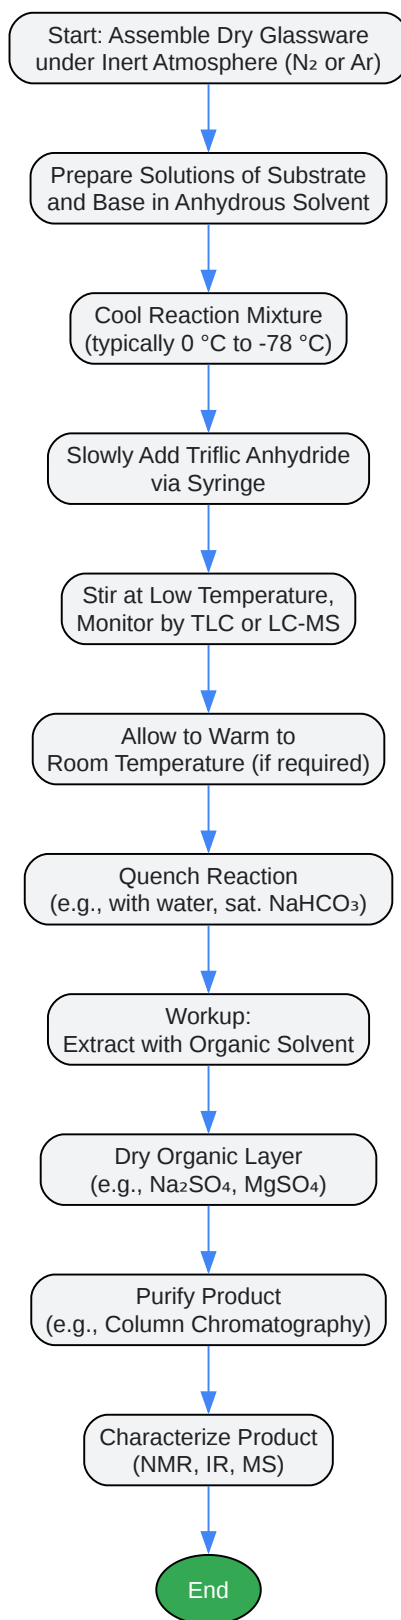 Start: Assemble Dry Glassware
under Inert Atmosphere (N₂ or Ar)
Prepare Solutions of Substrate
and Base in Anhydrous Solvent
Cool Reaction Mixture
(typically 0 °C to -78 °C)
Slowly Add Triflic Anhydride
via Syringe
Stir at Low Temperature,
Monitor by TLC or LC-MS
Allow to Warm to
Room Temperature (if required)
Quench Reaction
(e.g., with water, sat. NaHCO₃)
Workup:
Extract with Organic Solvent
Dry Organic Layer
(e.g., Na₂SO₄, MgSO₄)
Purify Product
(e.g., Column Chromatography)
Characterize Product
(NMR, IR, MS)
End